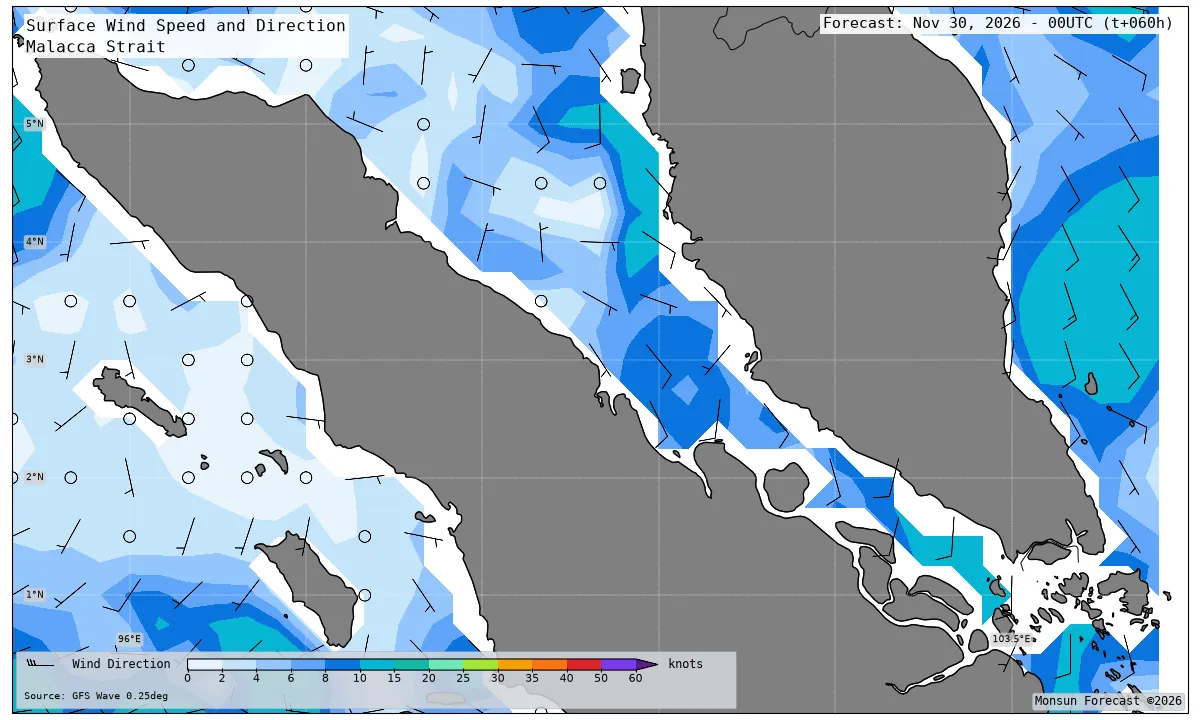 Surface Wind Speed and Direction
Malacca Strait
Forecast: Nov 30, 2026 - 00UTC (t+060h)
5°N
4°N
3°N
2°N
1°N
96°E
103.5°E
Wind Direction
0 2 4 6 8 10 15 20 25 30 35 40 50 60
knots
Source: GFS Wave 0.25deg
Monsun Forecast ©2026